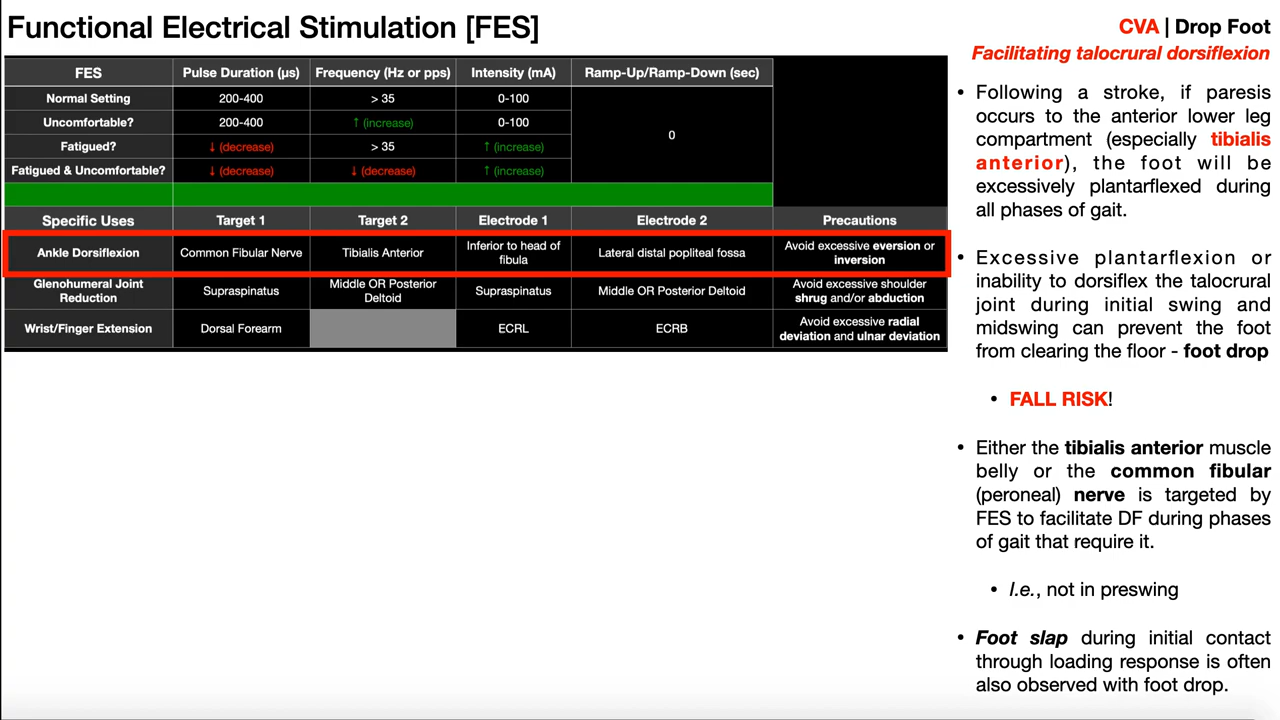 Functional Electrical Stimulation [FES]
CVA | Drop Foot
Facilitating talocrural dorsiflexion
FES Pulse Duration (µs) Frequency (Hz or pps) Intensity (mA) Ramp-Up/Ramp-Down (sec)
Normal Setting 200-400 > 35 0-100
Uncomfortable? 200-400 ↑ (increase) 0-100
0
Fatigued? ↓ (decrease) > 35 ↑ (increase)
Fatigued & Uncomfortable? ↓ (decrease) ↓ (decrease) ↑ (increase)
Specific Uses Target 1 Target 2 Electrode 1 Electrode 2 Precautions
Ankle Dorsiflexion Common Fibular Nerve Tibialis Anterior Inferior to head of
fibula Lateral distal popliteal fossa Avoid excessive eversion or
inversion
Glenohumeral Joint
Reduction Supraspinatus Middle OR Posterior
Deltoid Supraspinatus Middle OR Posterior Deltoid Avoid excessive shoulder
shrug and/or abduction
Wrist/Finger Extension Dorsal Forearm ECRL ECRB Avoid excessive radial
deviation and ulnar deviation
• Following a stroke, if paresis
occurs to the anterior lower leg
compartment (especially tibialis
anterior), the foot will be
excessively plantarflexed during
all phases of gait.
• Excessive plantarflexion or
inability to dorsiflex the talocrural
joint during initial swing and
midswing can prevent the foot
from clearing the floor - foot drop
• FALL RISK!
• Either the tibialis anterior muscle
belly or the common fibular
(peroneal) nerve is targeted by
FES to facilitate DF during phases
of gait that require it.
• I.e., not in preswing
• Foot slap during initial contact
through loading response is often
also observed with foot drop.